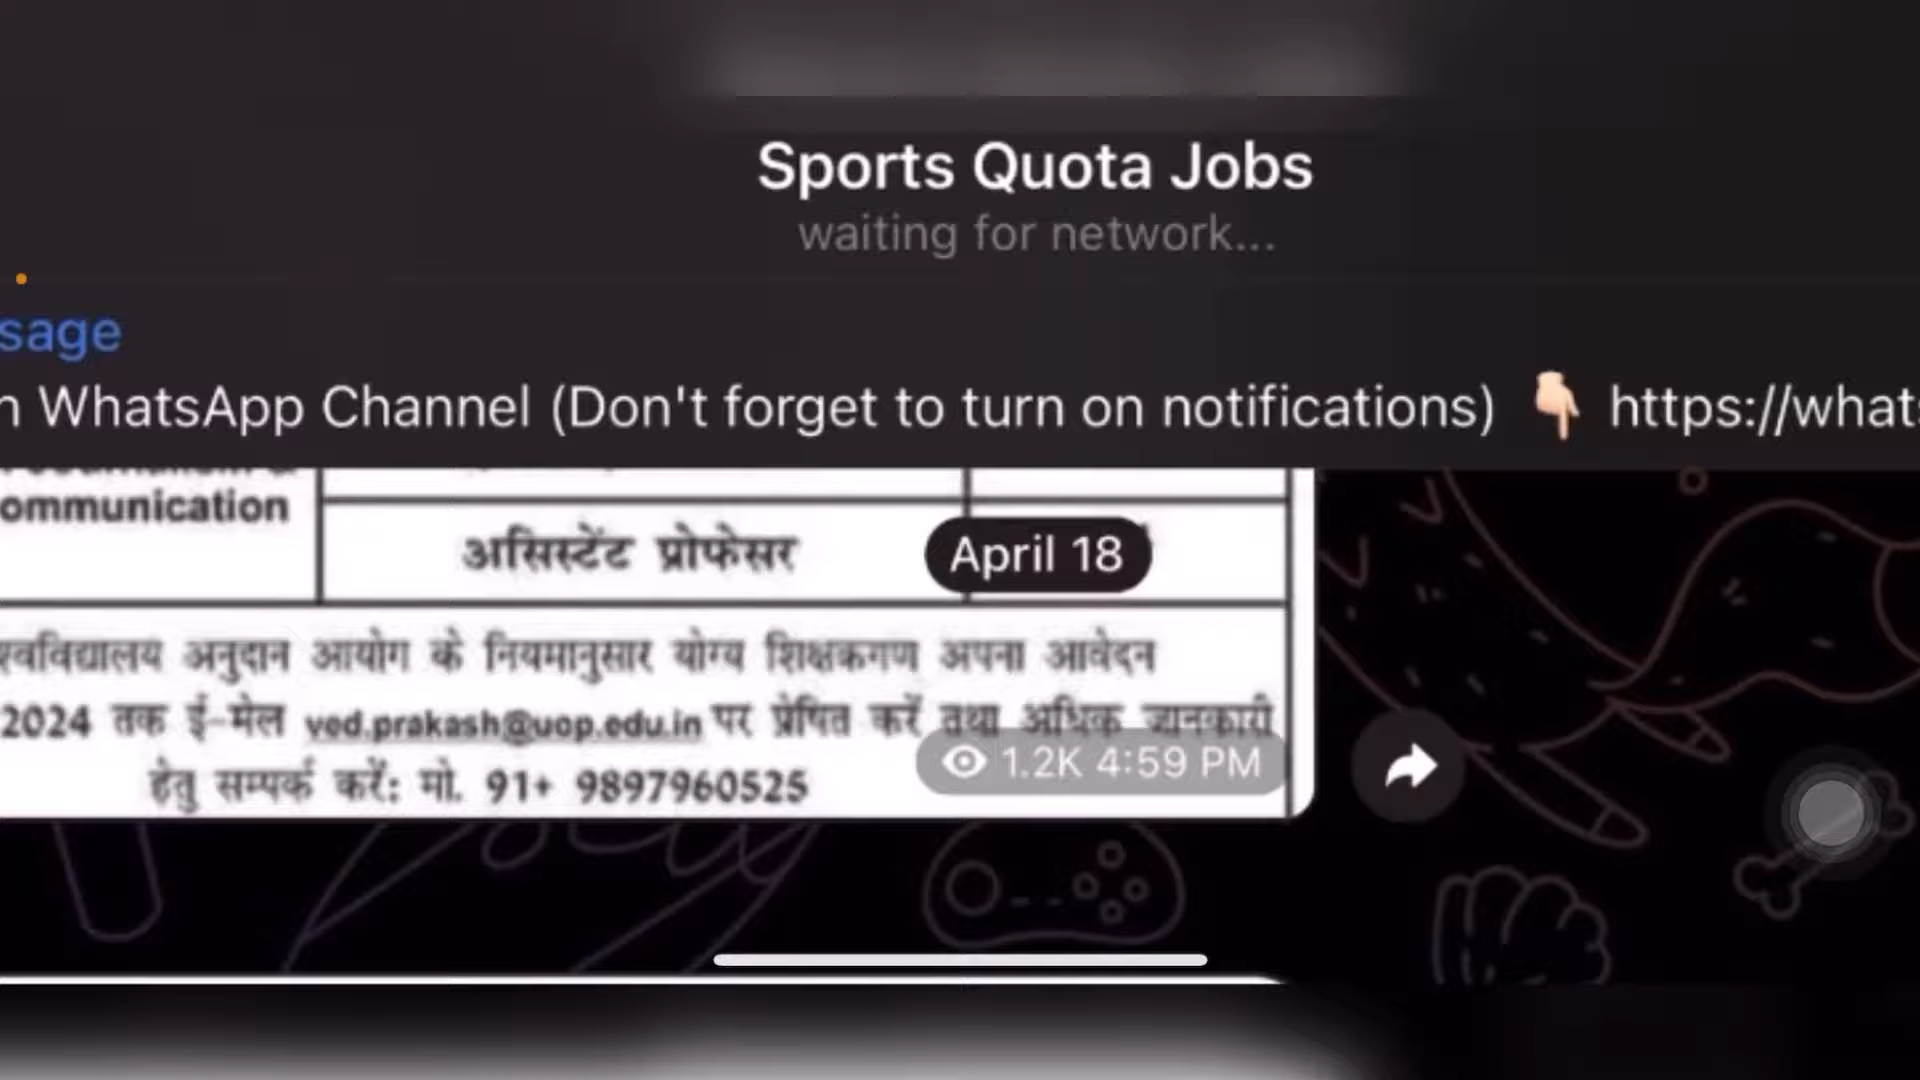 Sports Quota Jobs
waiting for network...
sage
n WhatsApp Channel (Don't forget to turn on notifications) 👇🏻 https://whats
ommunication
असिस्टेंट प्रोफेसर
April 18
श्वविद्यालय अनुदान आयोग के नियमानुसार योग्य शिक्षकगण अपना आवेदन
2024 तक ई-मेल ved.prakash@uop.edu.in पर प्रेषित करें तथा अधिक जानकारी
हेतु सम्पर्क करें: मो. 91+ 9897960525
1.2K 4:59 PM